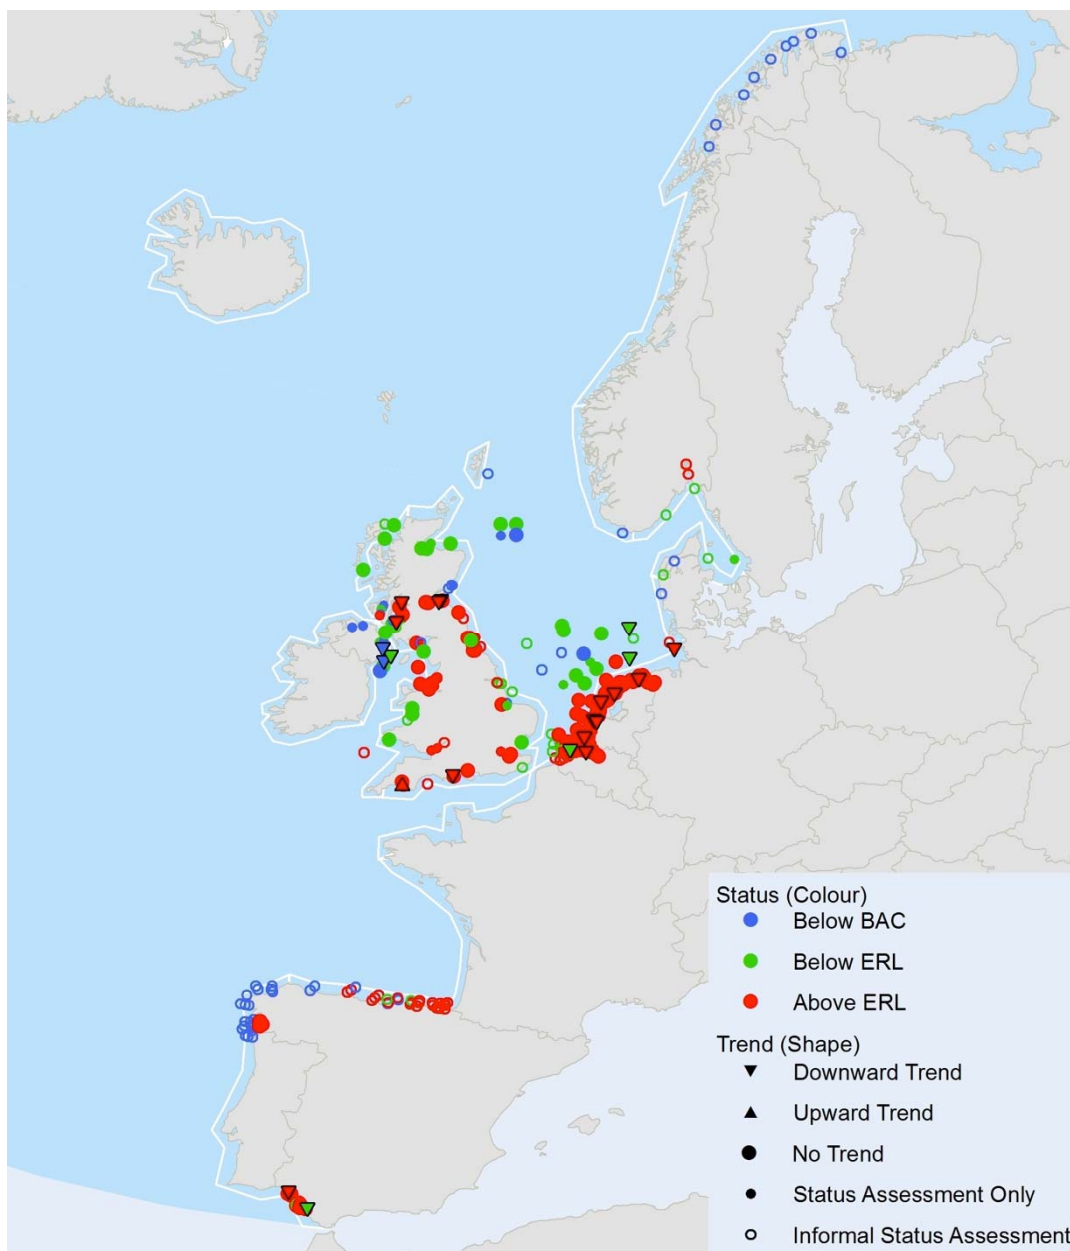 Status (Colour)
Below BAC
Below ERL
Above ERL
Trend (Shape)
Downward Trend
Upward Trend
No Trend
Status Assessment Only
Informal Status Assessment